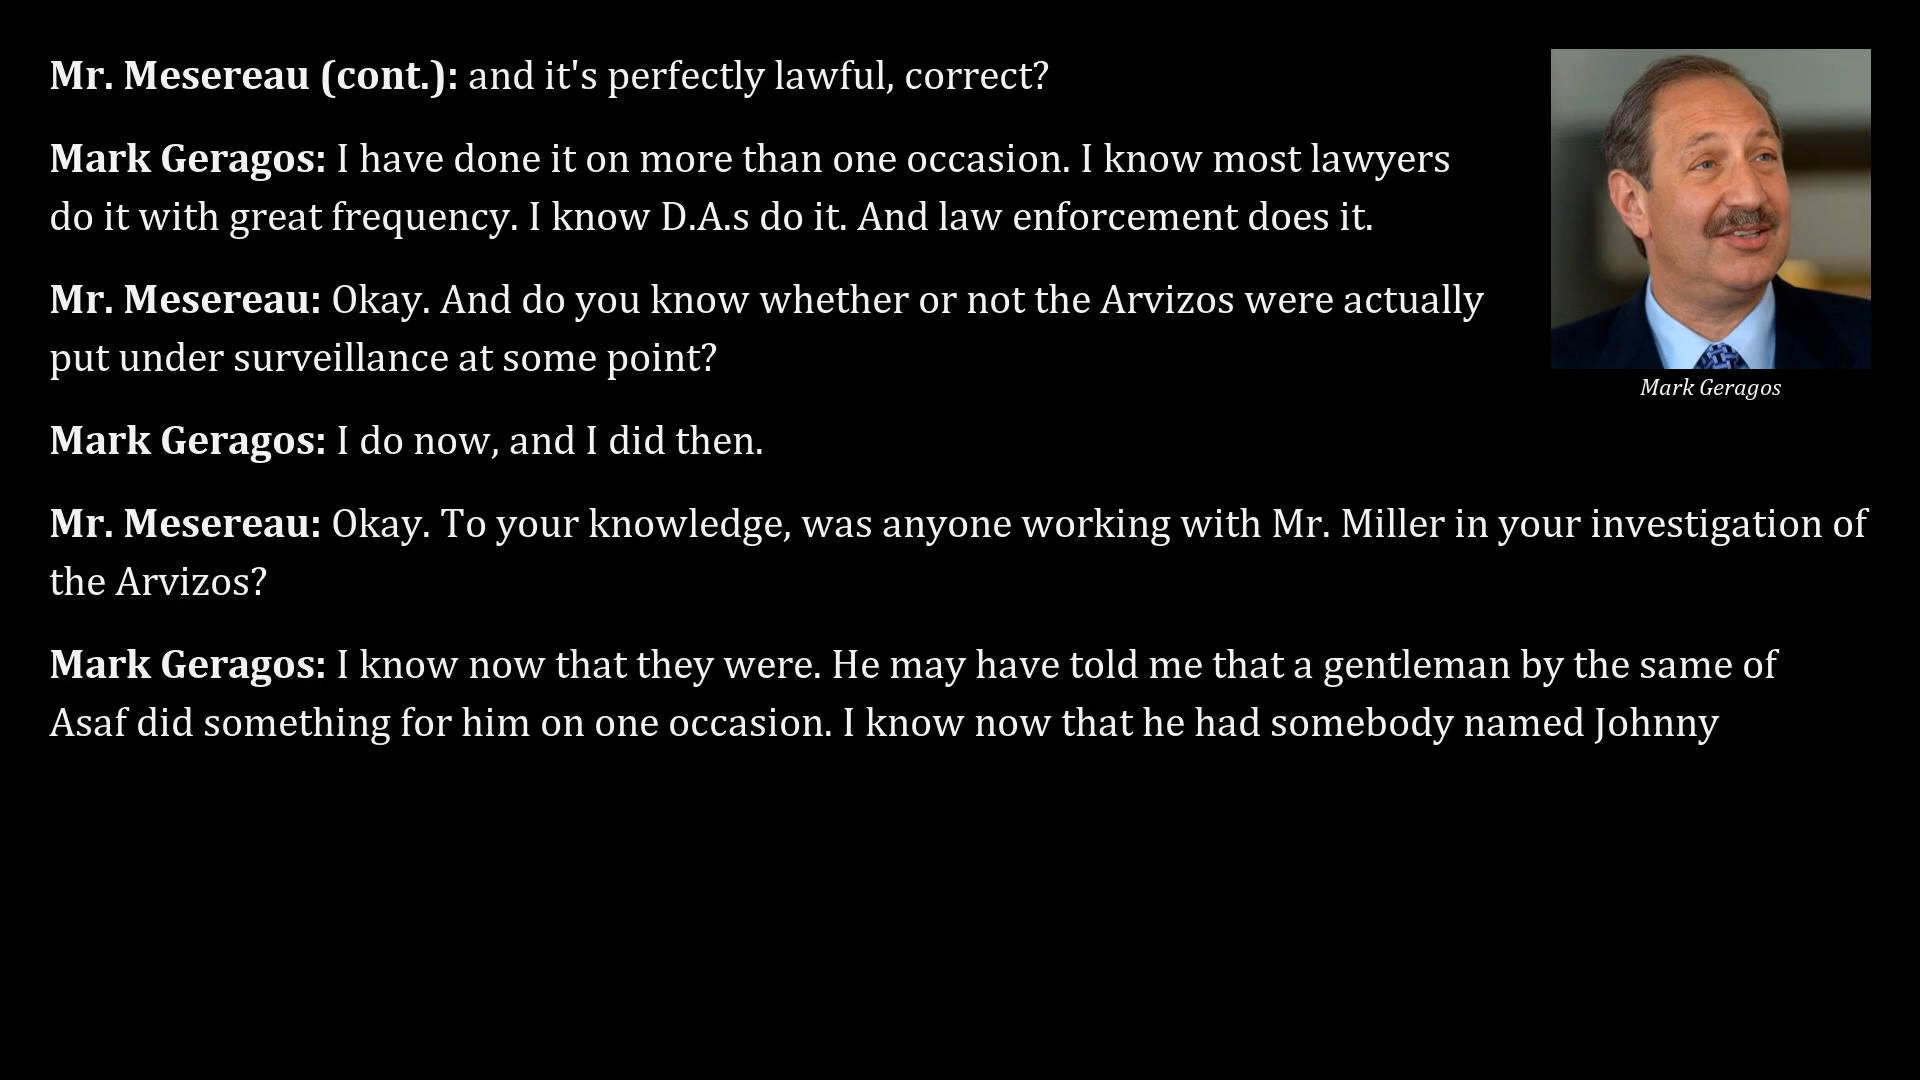 Mr. Mesereau (cont.): and it's perfectly lawful, correct?
Mark Geragos: I have done it on more than one occasion. I know most lawyers
do it with great frequency. I know D.A.s do it. And law enforcement does it.
Mr. Mesereau: Okay. And do you know whether or not the Arvizos were actually
put under surveillance at some point?
Mark Geragos
Mark Geragos: I do now, and I did then.
Mr. Mesereau: Okay. To your knowledge, was anyone working with Mr. Miller in your investigation of
the Arvizos?
Mark Geragos: I know now that they were. He may have told me that a gentleman by the same of
Asaf did something for him on one occasion. I know now that he had somebody named Johnny